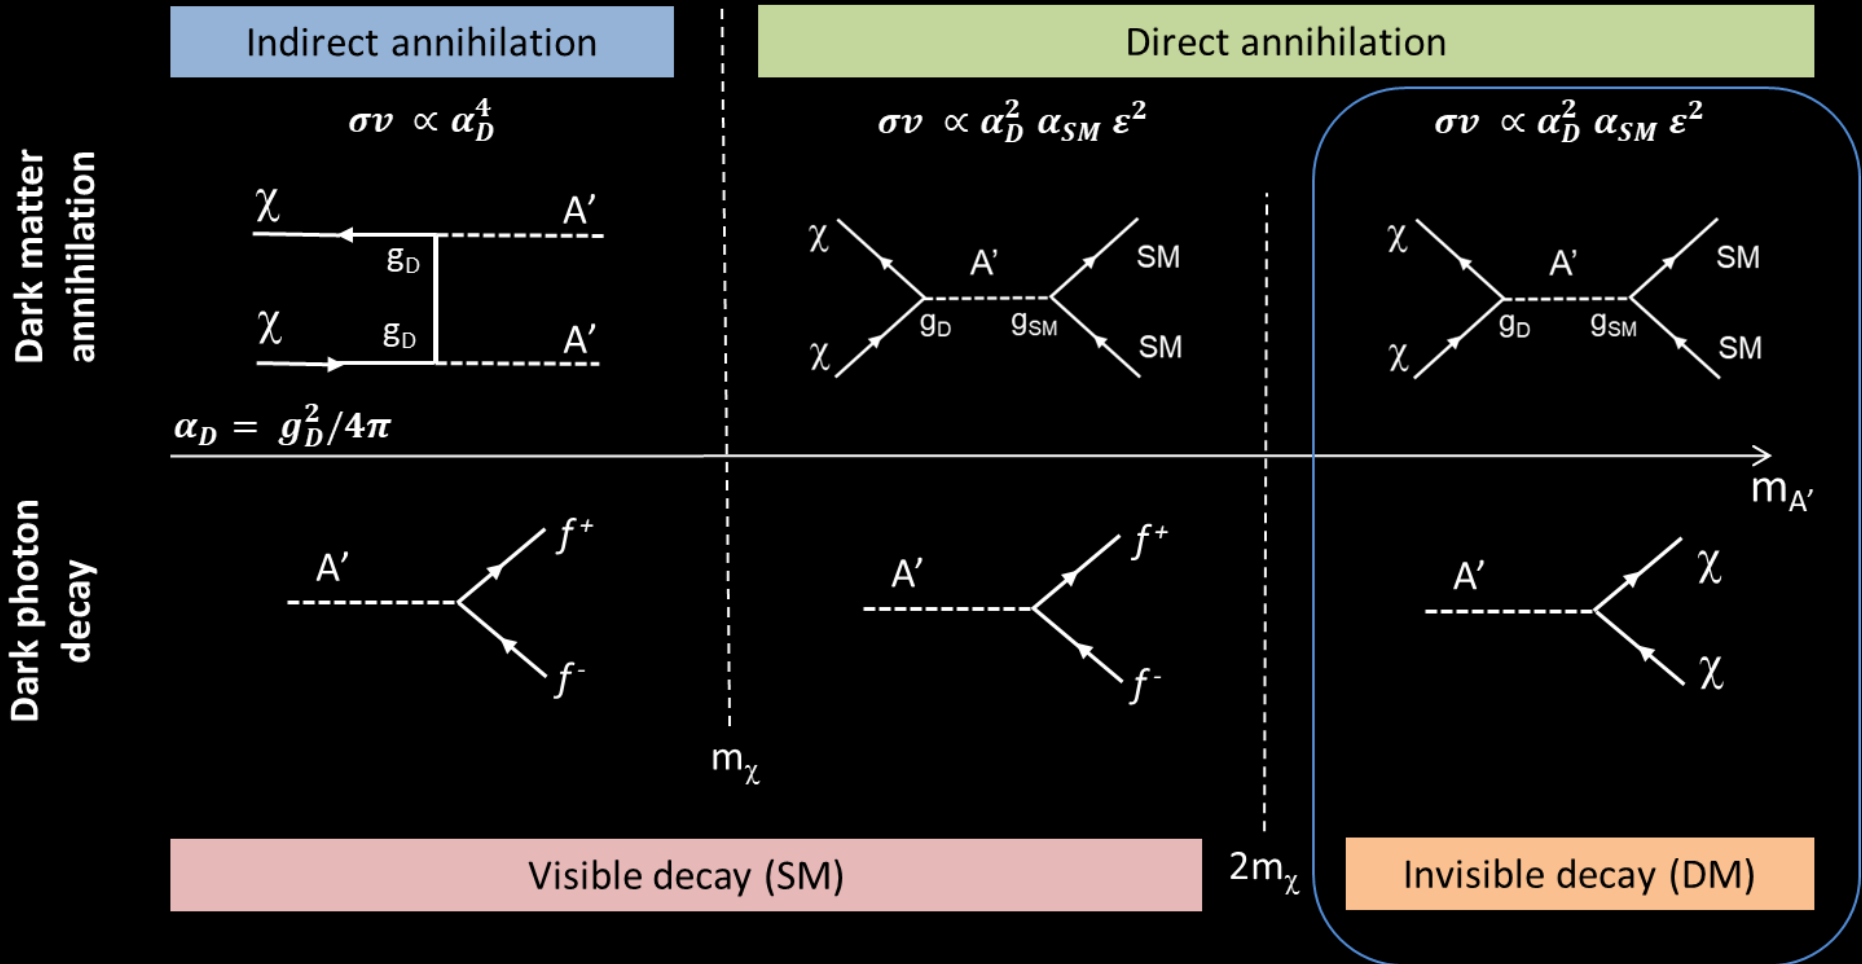 Indirect annihilation
Direct annihilation
σv ∝ α_D^4
σv ∝ α_D^2 α_SM ε^2
σv ∝ α_D^2 α_SM ε^2
Dark matter
annihilation
χ
A'
g_D
χ
g_D
A'
χ
A'
SM
g_D
g_SM
χ
SM
χ
A'
SM
g_D
g_SM
χ
SM
α_D = g_D^2/4π
m_A'
Dark photon
decay
A'
f^+
f^-
A'
f^+
f^-
A'
χ
χ
m_χ
2m_χ
Visible decay (SM)
Invisible decay (DM)